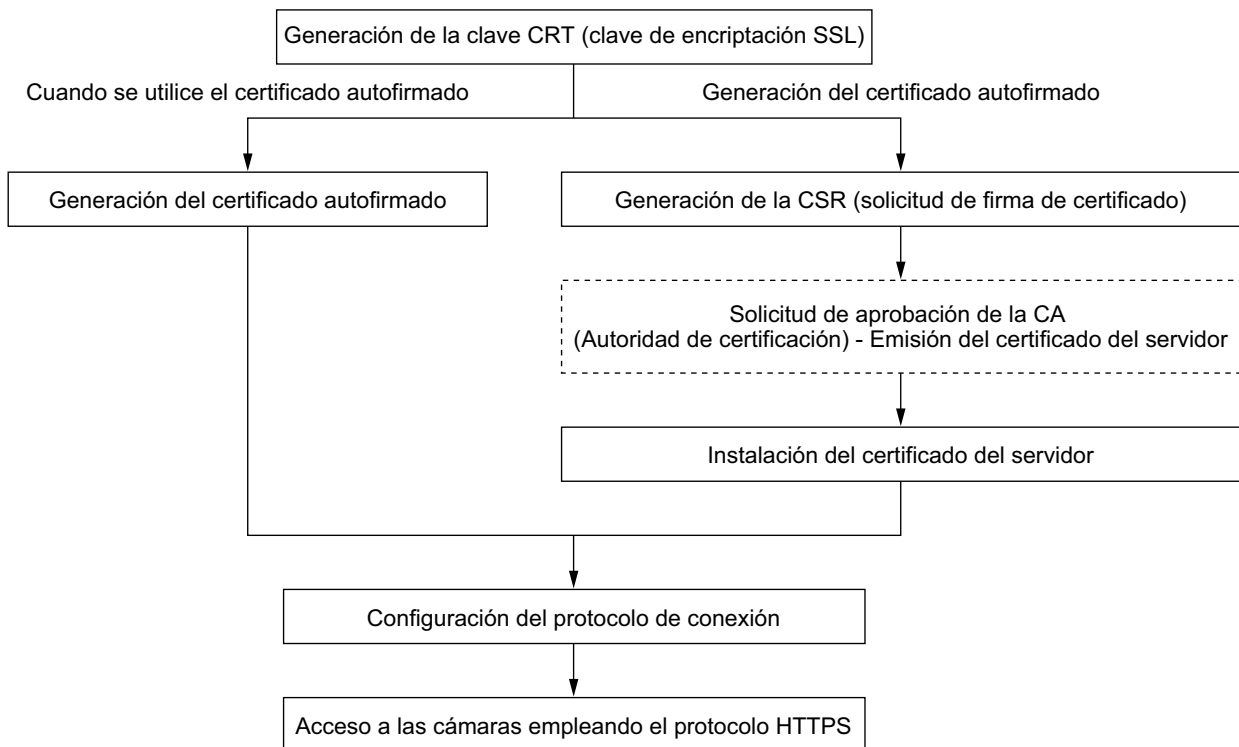 Generación de la clave CRT (clave de encriptación SSL)
Cuando se utilice el certificado autofirmado
Generación del certificado autofirmado
Generación del certificado autofirmado
Generación de la CSR (solicitud de firma de certificado)
Solicitud de aprobación de la CA
(Autoridad de certificación) - Emisión del certificado del servidor
Instalación del certificado del servidor
Configuración del protocolo de conexión
Acceso a las cámaras empleando el protocolo HTTPS